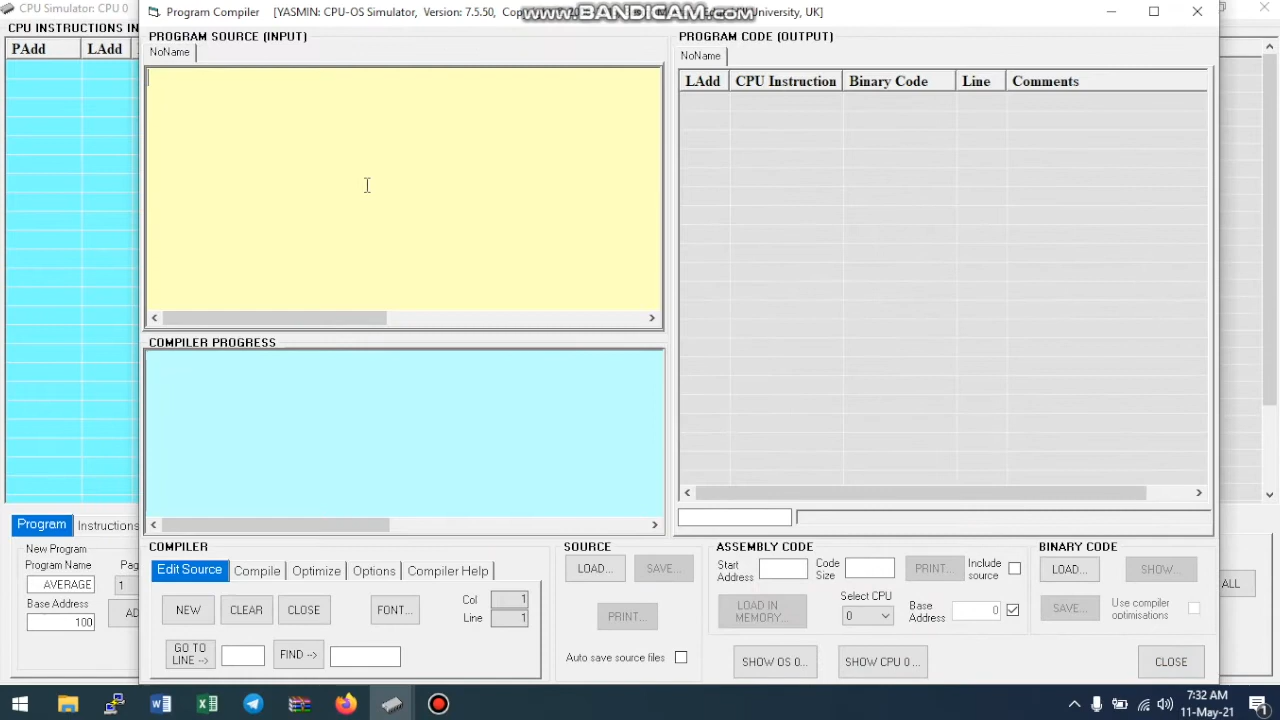 CPU Simulator: CPU 0
Program Compiler [YASMIN: CPU-OS Simulator, Version: 7.5.50, University, UK]
www.BANDICAM.com
CPU INSTRUCTIONS IN
PAdd LAdd
PROGRAM SOURCE (INPUT)
NoName
PROGRAM CODE (OUTPUT)
NoName
LAdd CPU Instruction Binary Code Line Comments
COMPILER PROGRESS
Program Instructions
New Program
Program Name Pag
AVERAGE 1
Base Address AD
100
COMPILER
Edit Source Compile Optimize Options Compiler Help
NEW CLEAR CLOSE FONT...
Col 1
Line 1
GO TO LINE --> FIND -->
SOURCE
LOAD... SAVE...
PRINT...
Auto save source files
ASSEMBLY CODE
Start Address Code Size PRINT... Include source
LOAD IN MEMORY... Select CPU 0 Base Address 0
BINARY CODE
LOAD... SHOW...
SAVE... Use compiler optimisations
SHOW OS 0... SHOW CPU 0... CLOSE
ALL
7:32 AM
11-May-21
1